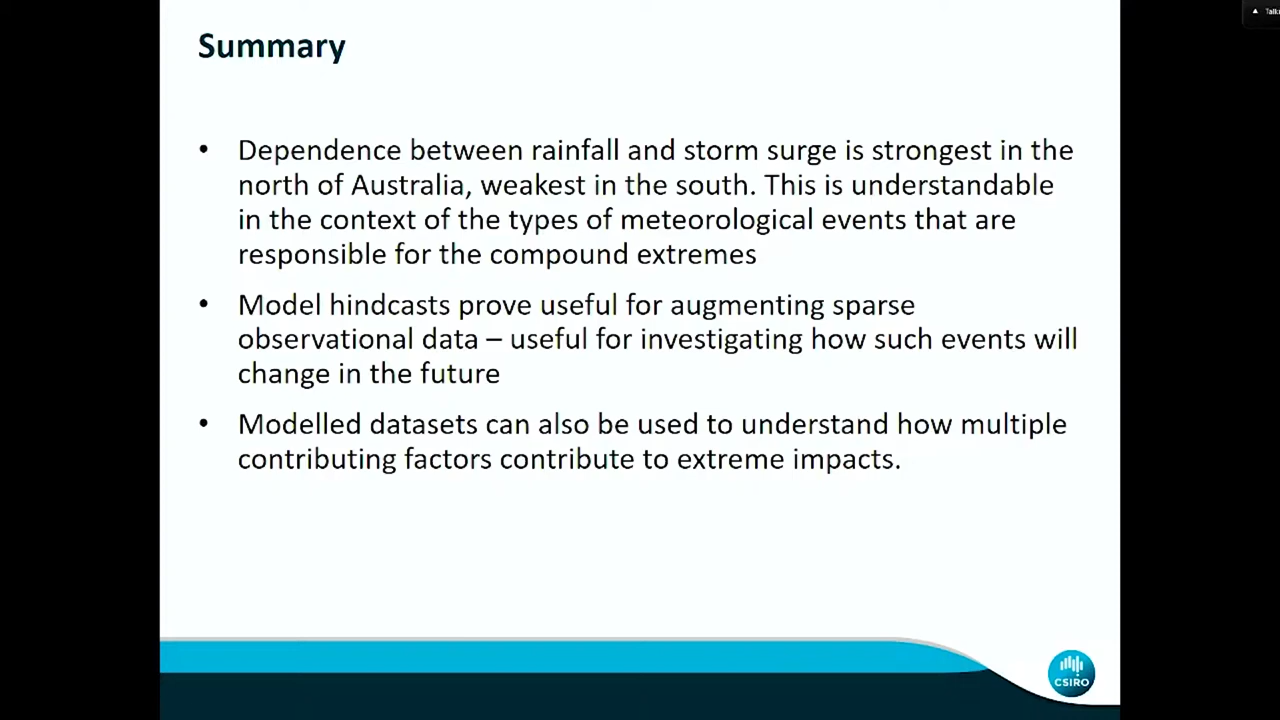 Summary
• Dependence between rainfall and storm surge is strongest in the
north of Australia, weakest in the south. This is understandable
in the context of the types of meteorological events that are
responsible for the compound extremes
• Model hindcasts prove useful for augmenting sparse
observational data – useful for investigating how such events will
change in the future
• Modelled datasets can also be used to understand how multiple
contributing factors contribute to extreme impacts.
CSIRO